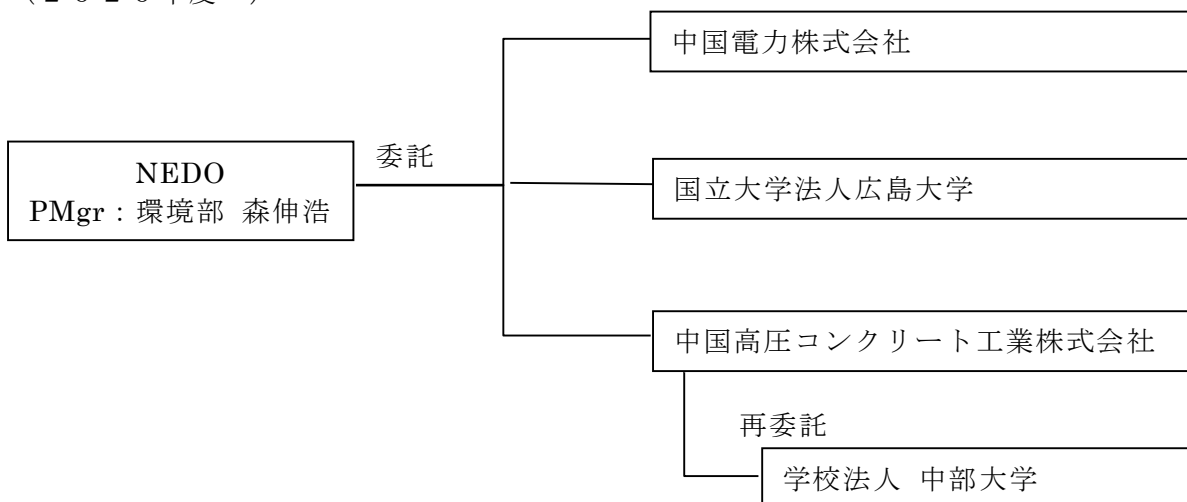 中国電力株式会社
委託
NEDO
PMgr：環境部 森伸浩
国立大学法人広島大学
中国高圧コンクリート工業株式会社
再委託
学校法人 中部大学